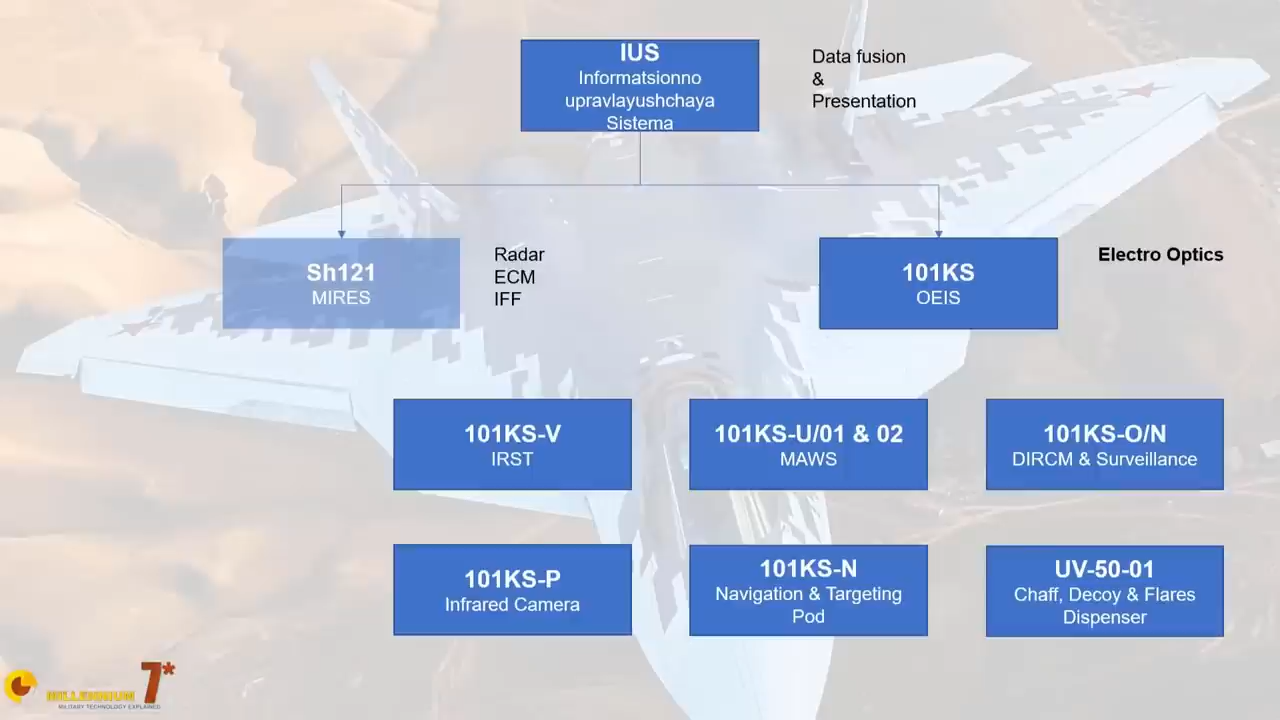 IUS
Informatsionno
upravlayushchaya
Sistema
Data fusion
&
Presentation
Sh121
MIRES
Radar
ECM
IFF
101KS
OEIS
Electro Optics
101KS-V
IRST
101KS-U/01 & 02
MAWS
101KS-O/N
DIRCM & Surveillance
101KS-P
Infrared Camera
101KS-N
Navigation & Targeting
Pod
UV-50-01
Chaff, Decoy & Flares
Dispenser
MILLENNIUM 7*
MILITARY TECHNOLOGY EXPLAINED